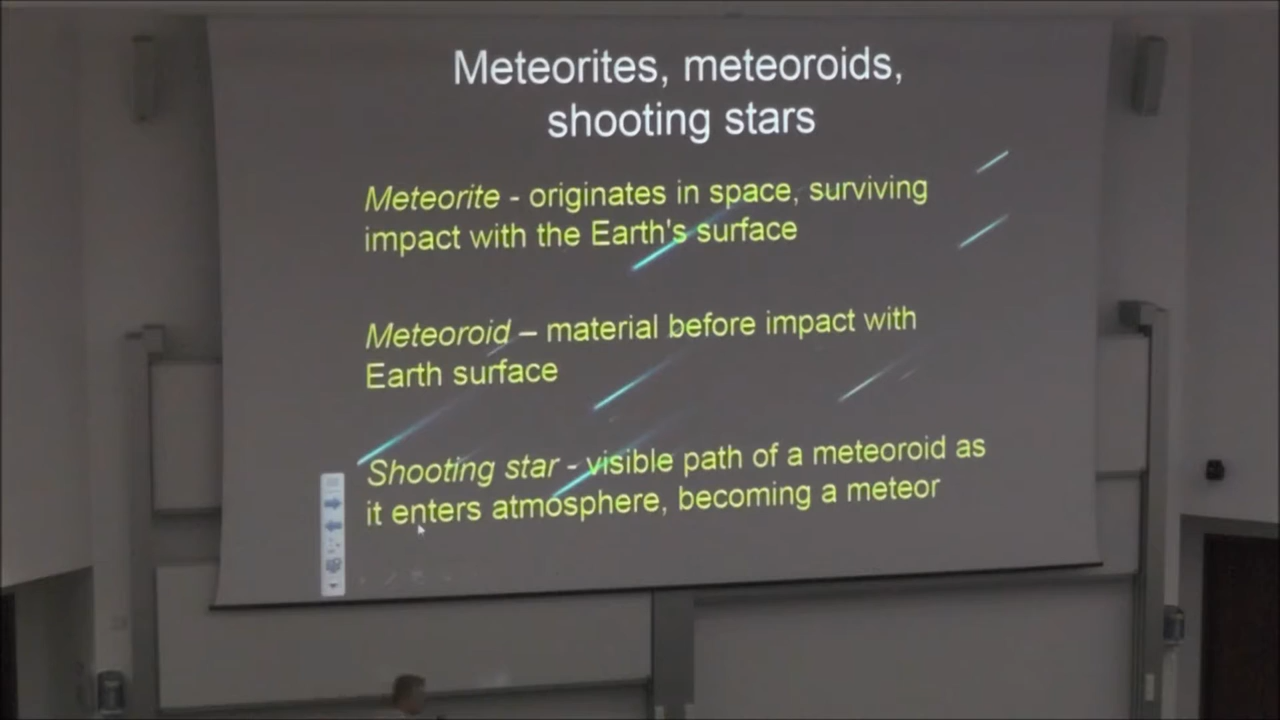 Meteorites, meteoroids,
shooting stars
Meteorite - originates in space, surviving
impact with the Earth's surface
Meteoroid – material before impact with
Earth surface
Shooting star - visible path of a meteoroid as
it enters atmosphere, becoming a meteor